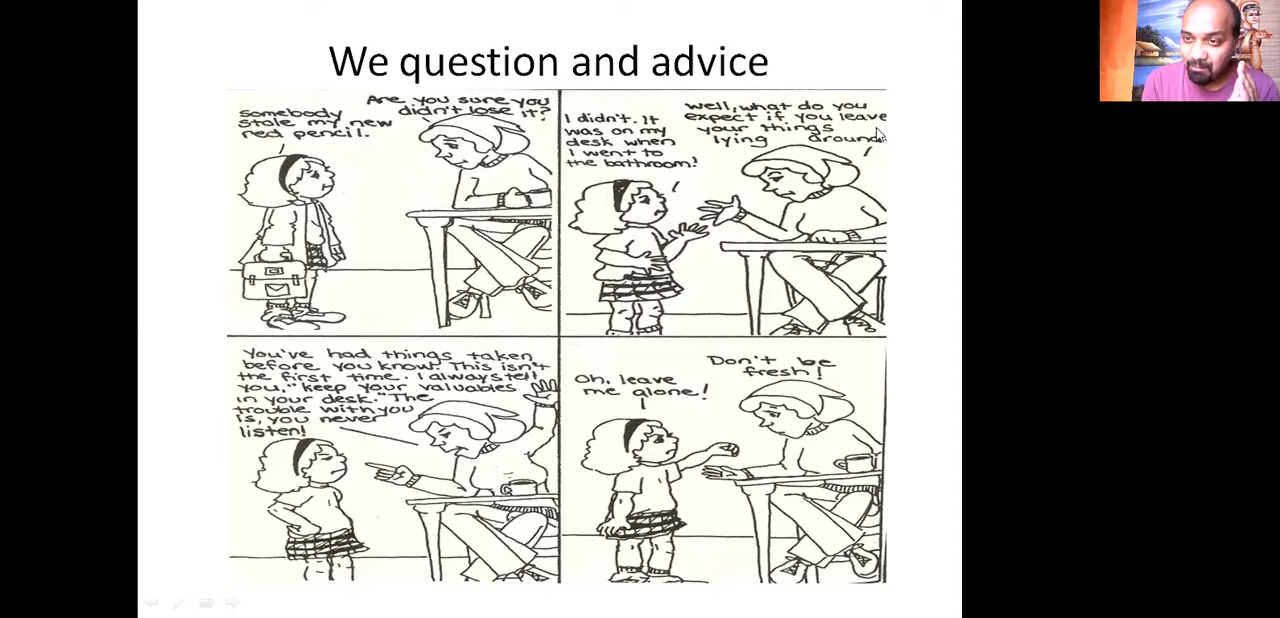 We question and advice
Somebody
stole my new
red pencil.
Are you sure you
didn't lose it?
I didn't. It
was on my
desk when
I went to
the bathroom!
Well, what do you
expect if you leave
your things
lying around
You've had things taken
before you know. This isn't
the first time. I always tell
you, "keep your valuables
in your desk." The
trouble with you
is, you never
listen!
Oh, leave
me alone!
Don't be
fresh!